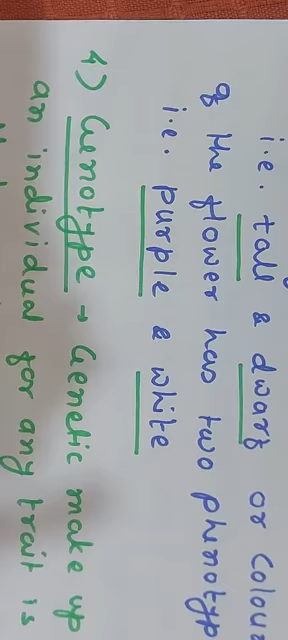 i.e. tall & dwarf or colou
of the flower has two phenotyp
i.e. purple & white
4) Genotype → Genetic make up
an individual for any trait is